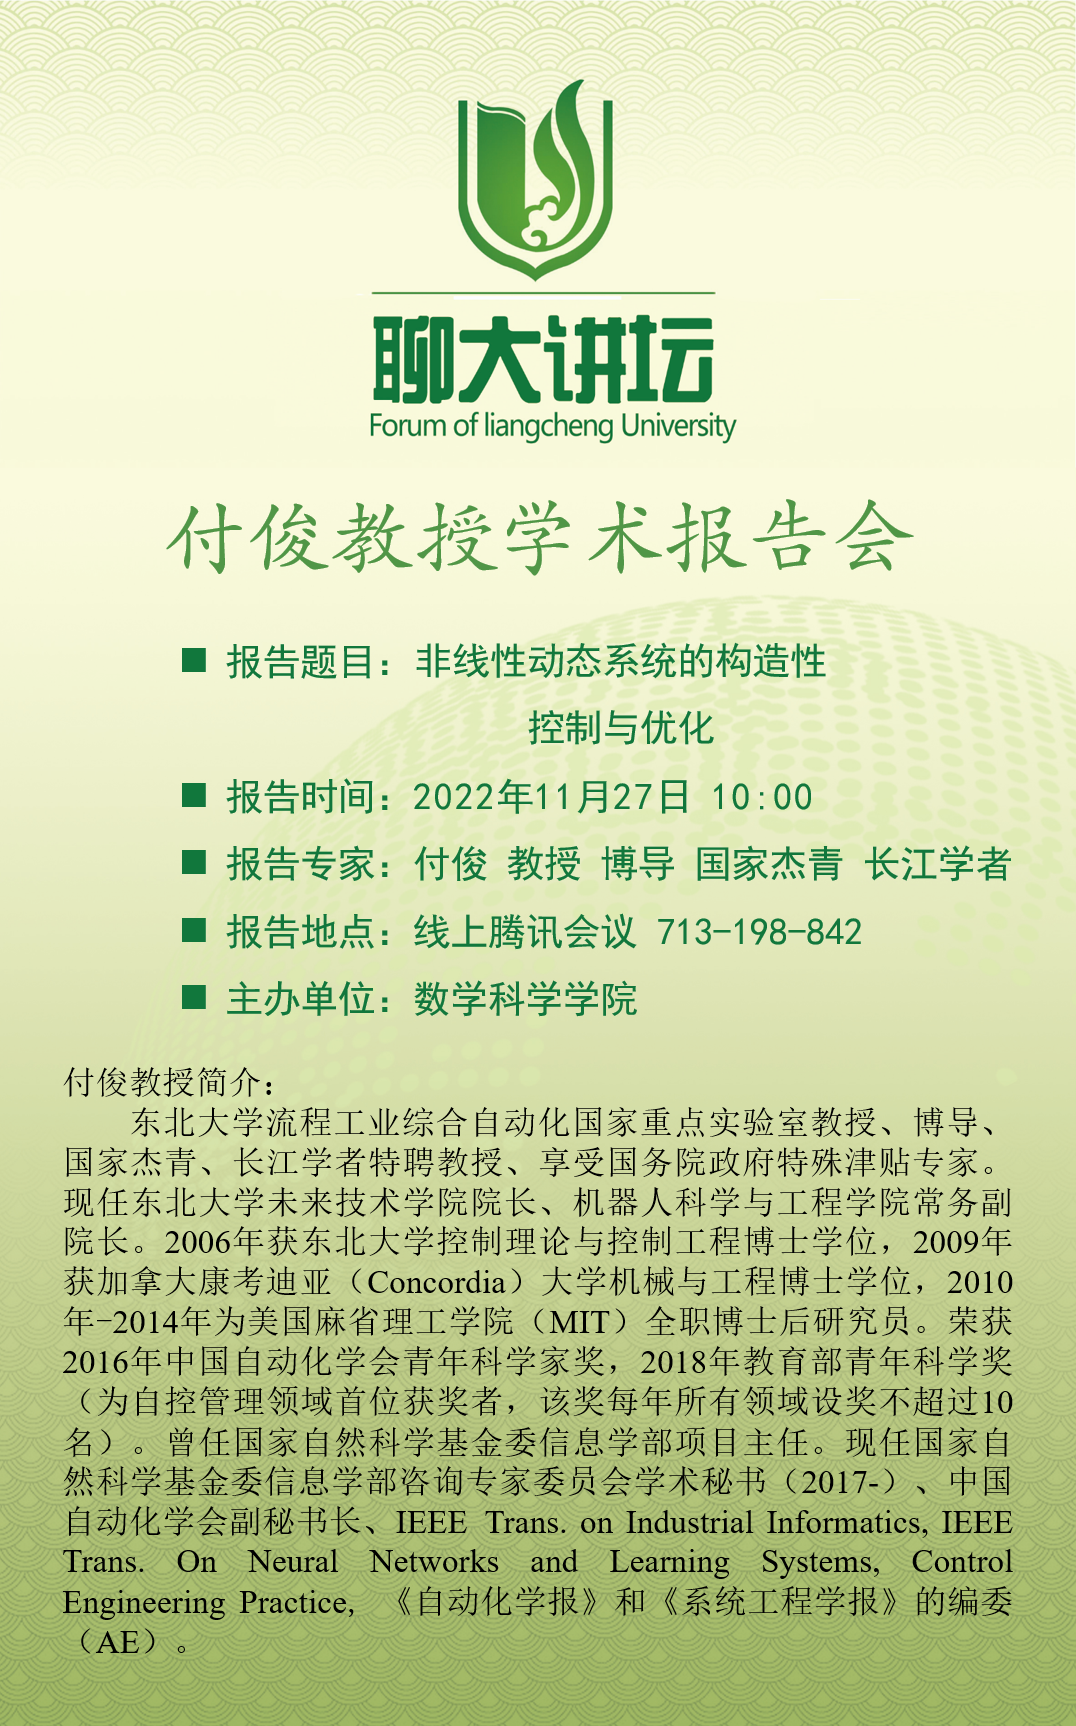 聊大讲坛
Forum of liangcheng University
付俊教授学术报告会
■ 报告题目：非线性动态系统的构造性
控制与优化
■ 报告时间：2022年11月27日 10:00
■ 报告专家：付俊 教授 博导 国家杰青 长江学者
■ 报告地点：线上腾讯会议 713-198-842
■ 主办单位：数学科学学院
付俊教授简介：
东北大学流程工业综合自动化国家重点实验室教授、博导、
国家杰青、长江学者特聘教授、享受国务院政府特殊津贴专家。
现任东北大学未来技术学院院长、机器人科学与工程学院常务副
院长。2006年获东北大学控制理论与控制工程博士学位，2009年
获加拿大康考迪亚（Concordia）大学机械与工程博士学位，2010
年-2014年为美国麻省理工学院（MIT）全职博士后研究员。荣获
2016年中国自动化学会青年科学家奖，2018年教育部青年科学奖
（为自控管理领域首位获奖者，该奖每年所有领域设奖不超过10
名）。曾任国家自然科学基金委信息学部项目主任。现任国家自
然科学基金委信息学部咨询专家委员会学术秘书（2017-）、中国
自动化学会副秘书长、IEEE Trans. on Industrial Informatics, IEEE
Trans. On Neural Networks and Learning Systems, Control
Engineering Practice, 《自动化学报》和《系统工程学报》的编委
（AE）。